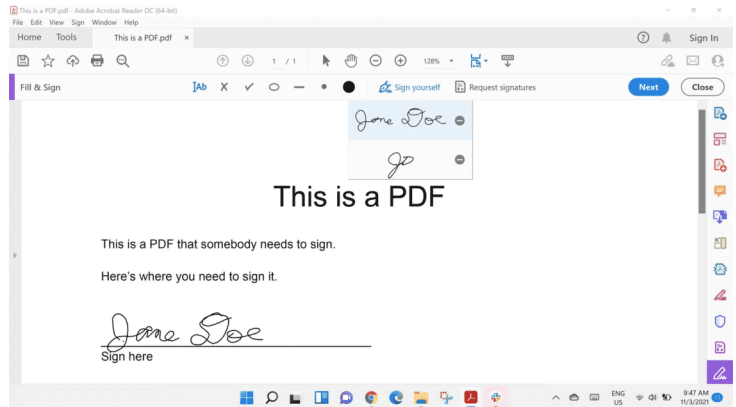 This is a PDF.pdf - Adobe Acrobat Reader DC (64-bit)
File Edit View Sign Window Help
Home Tools This is a PDF.pdf × ? Sign In
1 / 1 128%
Fill & Sign IAb Sign yourself Request signatures Next Close
Jane Doe
JD
This is a PDF
This is a PDF that somebody needs to sign.
Here's where you need to sign it.
Jane Doe
Sign here
ENG 9:47 AM
US 11/3/2021